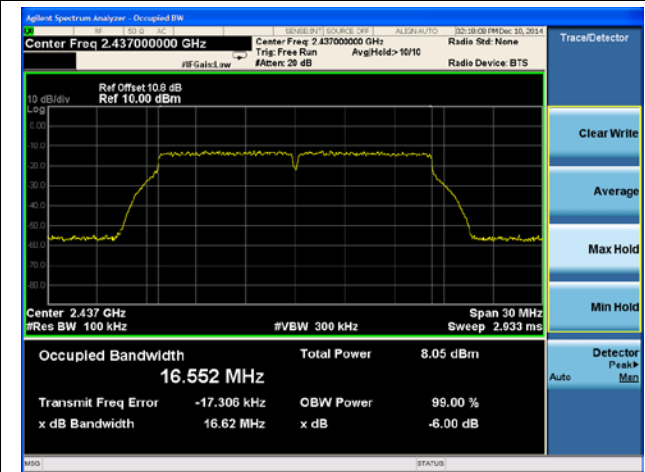 Agilent Spectrum Analyzer - Occupied BW
RF 50 Ω AC SENSE:INT SOURCE OFF ALIGN AUTO 02:18:08 PM Dec 10, 2014
Center Freq 2.437000000 GHz
Center Freq: 2.437000000 GHz
Radio Std: None
Trig: Free Run Avg|Hold:> 10/10
#IFGain:Low #Atten: 20 dB Radio Device: BTS
Trace/Detector
Ref Offset 10.8 dB
10 dB/div Ref 10.00 dBm
Log
0.00
-10.0
-20.0
-30.0
-40.0
-50.0
-60.0
-70.0
-80.0
Center 2.437 GHz Span 30 MHz
#Res BW 100 kHz #VBW 300 kHz Sweep 2.933 ms
Occupied Bandwidth Total Power 8.05 dBm
16.552 MHz
Transmit Freq Error -17.306 kHz OBW Power 99.00 %
x dB Bandwidth 16.62 MHz x dB -6.00 dB
Clear Write
Average
Max Hold
Min Hold
Detector
Peak▶
Auto Man
MSG STATUS